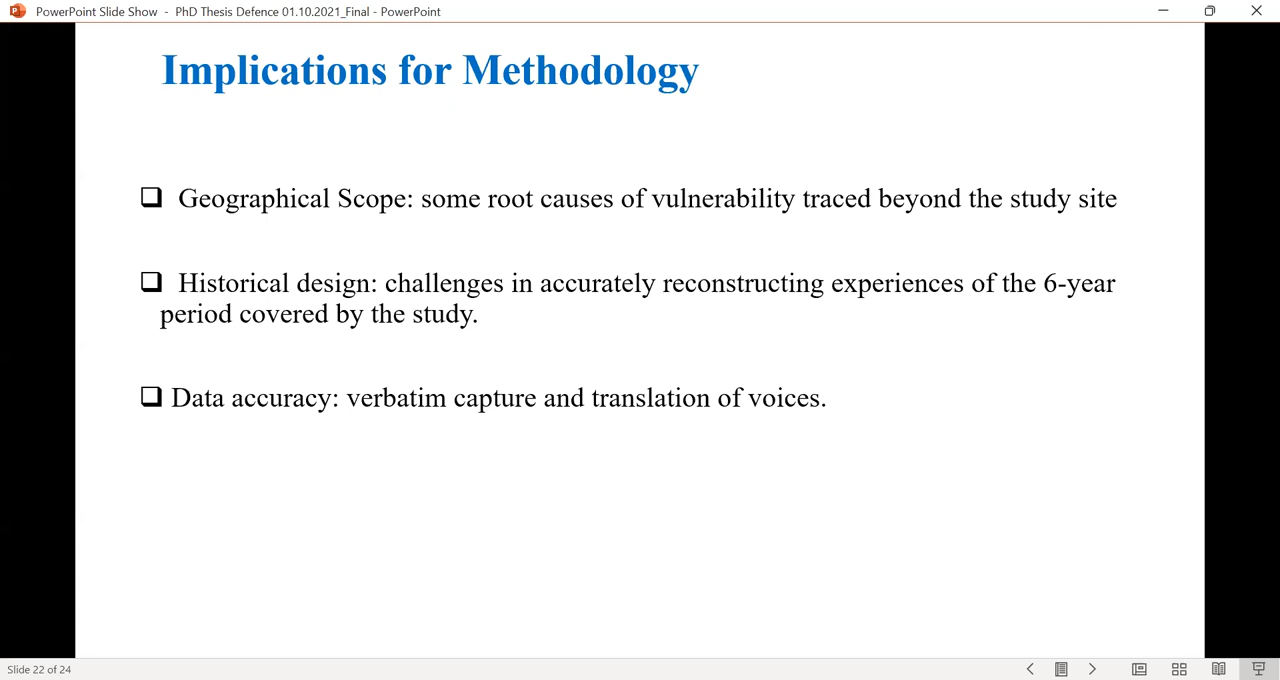 PowerPoint Slide Show - PhD Thesis Defence 01.10.2021_Final - PowerPoint
Implications for Methodology
❑ Geographical Scope: some root causes of vulnerability traced beyond the study site
❑ Historical design: challenges in accurately reconstructing experiences of the 6-year
period covered by the study.
❑ Data accuracy: verbatim capture and translation of voices.
Slide 22 of 24